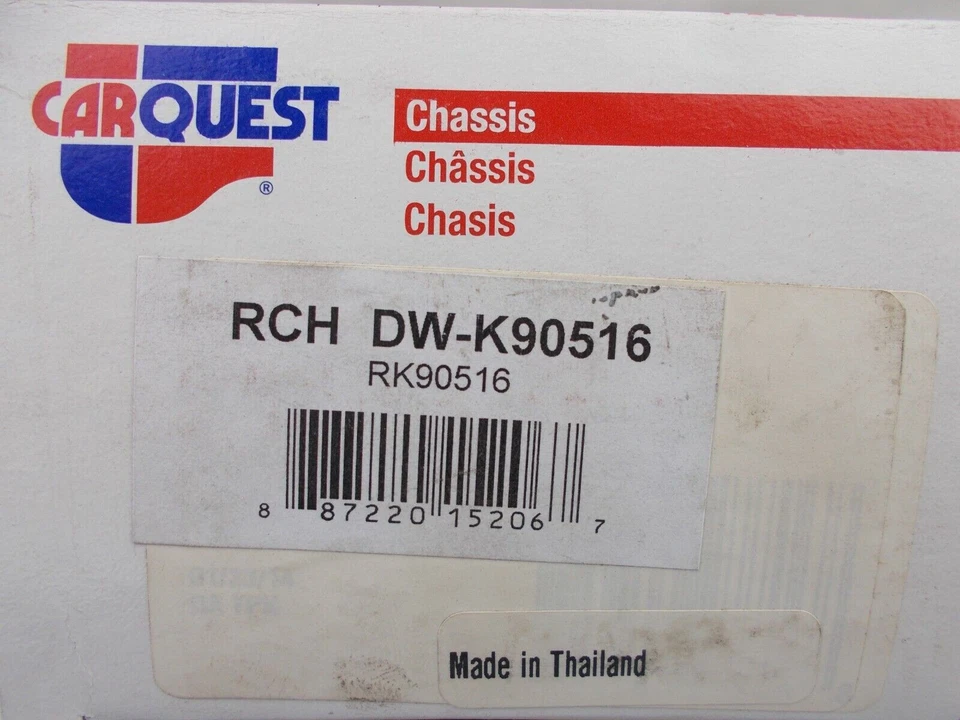 CARQUEST
®
Chassis
Châssis
Chasis
RCH DW-K90516
RK90516
8 87220 15206 7
Made in Thailand